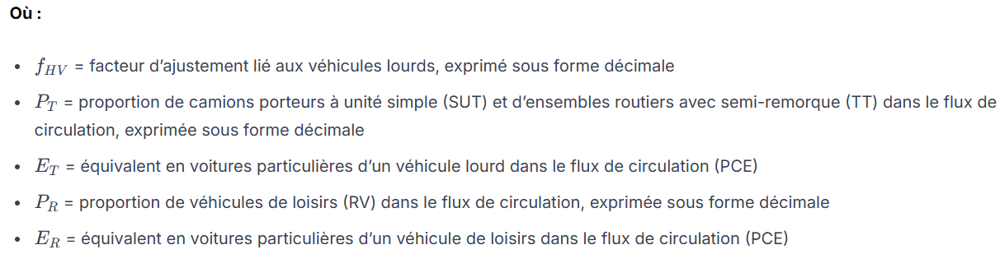 Où :
• f_HV = facteur d’ajustement lié aux véhicules lourds, exprimé sous forme décimale
• P_T = proportion de camions porteurs à unité simple (SUT) et d’ensembles routiers avec semi-remorque (TT) dans le flux de
circulation, exprimée sous forme décimale
• E_T = équivalent en voitures particulières d’un véhicule lourd dans le flux de circulation (PCE)
• P_R = proportion de véhicules de loisirs (RV) dans le flux de circulation, exprimée sous forme décimale
• E_R = équivalent en voitures particulières d’un véhicule de loisirs dans le flux de circulation (PCE)